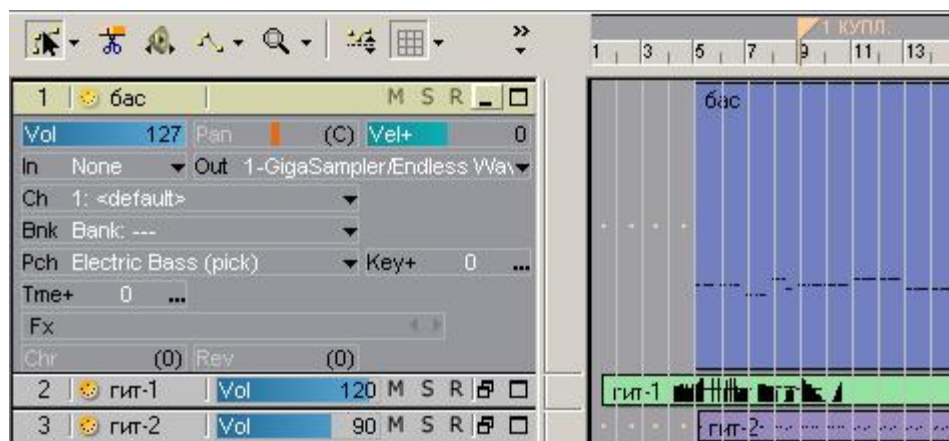 1 КУПЛ.
1 3 5 7 9 11 13
1 бас M S R
бас
Vol 127 Pan (C) Vel+ 0
In None Out 1-GigaSampler/Endless Wav
Ch 1: <default>
Bnk Bank: ---
Pch Electric Bass (pick) Key+ 0 ...
Tme+ 0 ...
Fx
Chr (0) Rev (0)
2 гит-1 Vol 120 M S R
гит-1
3 гит-2 Vol 90 M S R
гит-2